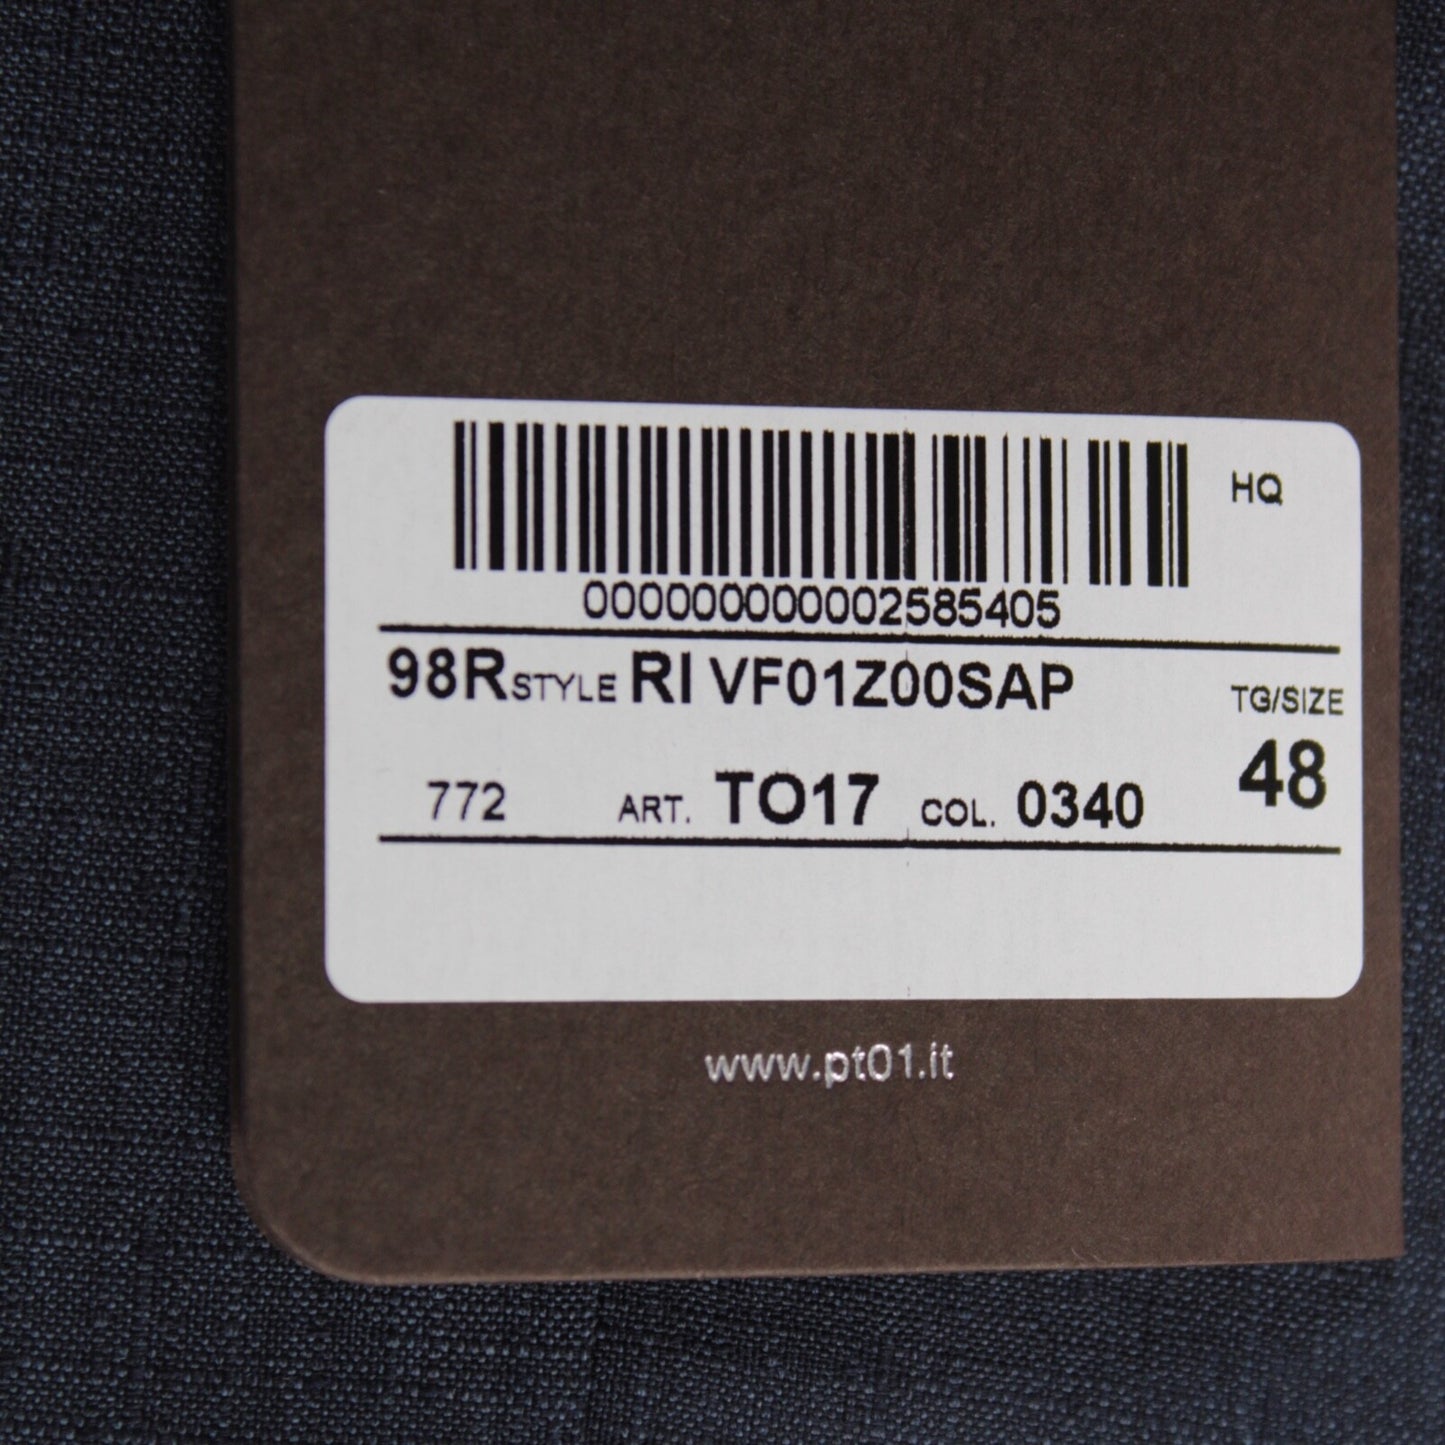 HQ
000000000002585405
98R STYLE RI VF01Z00SAP
TG/SIZE
48
772 ART. TO17 COL. 0340
www.pt01.it